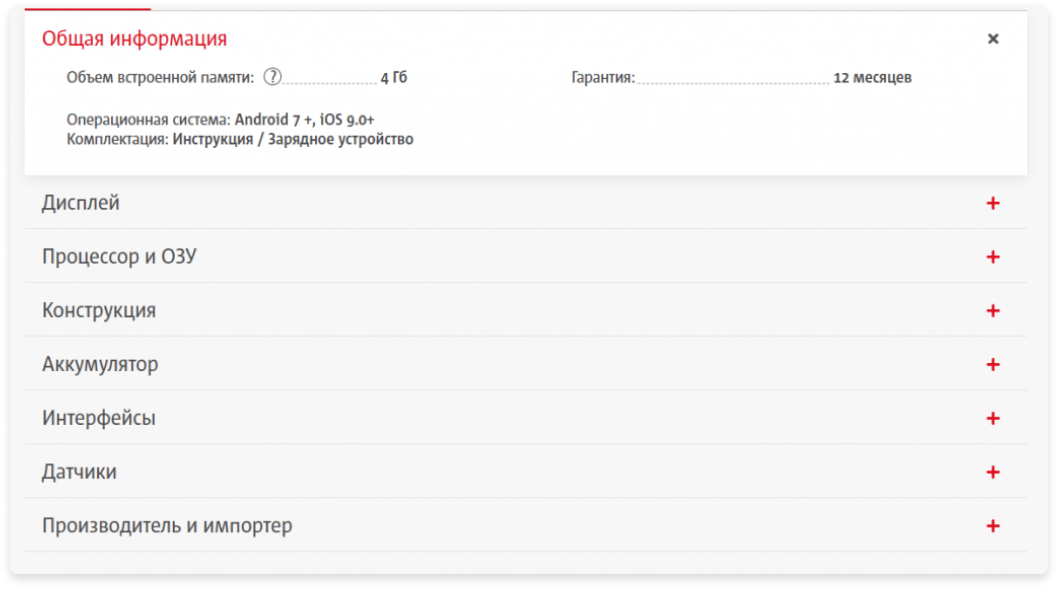 Общая информация
Объем встроенной памяти: ? 4 Гб
Гарантия: 12 месяцев
Операционная система: Android 7 +, iOS 9.0+
Комплектация: Инструкция / Зарядное устройство
Дисплей
Процессор и ОЗУ
Конструкция
Аккумулятор
Интерфейсы
Датчики
Производитель и импортер